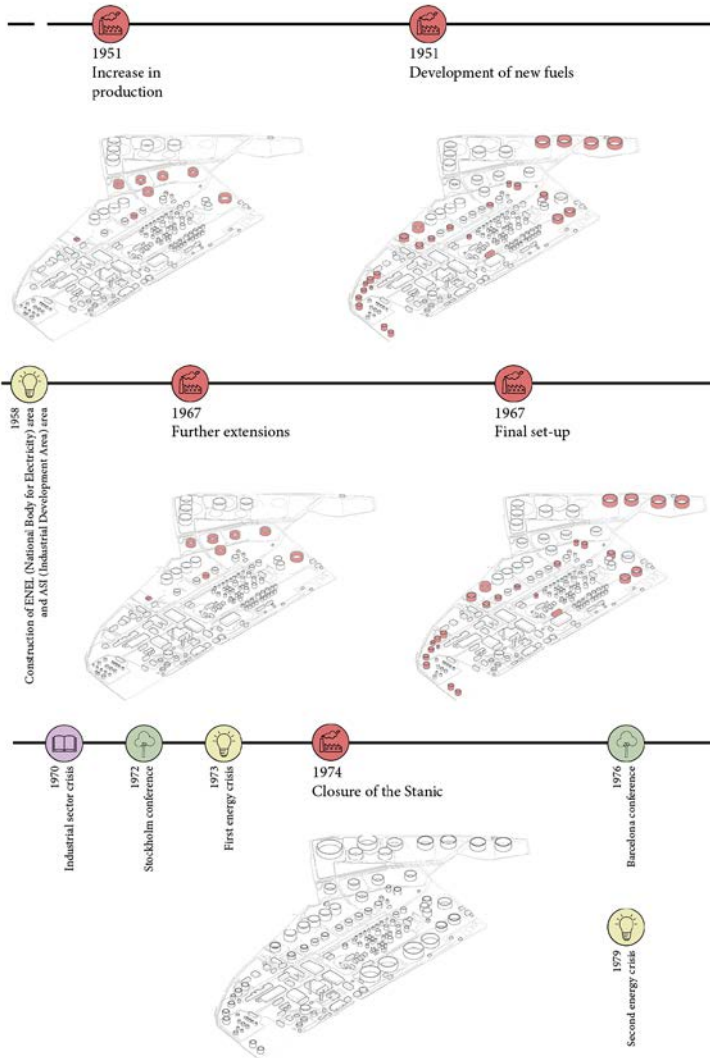 1951
Increase in
production
1951
Development of new fuels
1958
Construction of ENEL (National Body for Electricity) area
and ASI (Industrial Development Area) area
1967
Further extensions
1967
Final set-up
1970
Industrial sector crisis
1972
Stockholm conference
1973
First energy crisis
1974
Closure of the Stanic
1976
Barcelona conference
1979
Second energy crisis